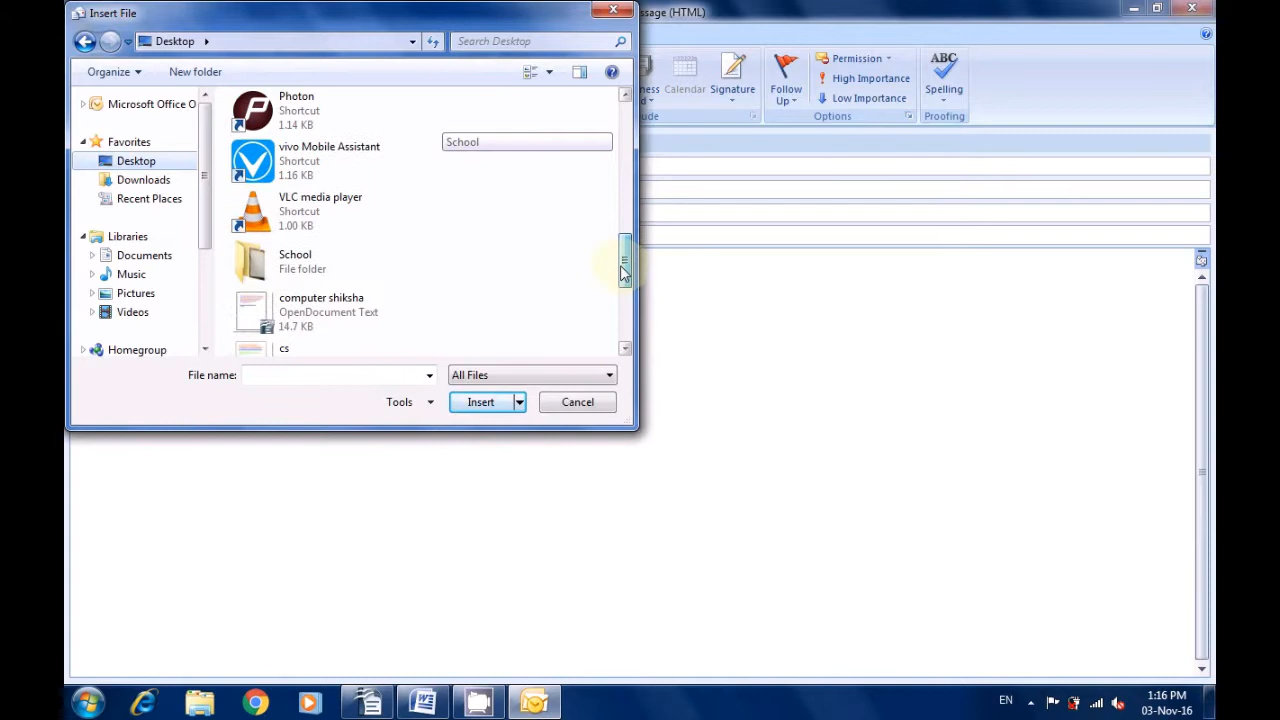 Insert File
ssage (HTML)
Desktop
Search Desktop
Organize
New folder
Microsoft Office O
Favorites
Desktop
Downloads
Recent Places
Libraries
Documents
Music
Pictures
Videos
Homegroup
Photon
Shortcut
1.14 KB
vivo Mobile Assistant
Shortcut
1.16 KB
VLC media player
Shortcut
1.00 KB
School
File folder
computer shiksha
OpenDocument Text
14.7 KB
cs
School
File name:
All Files
Tools
Insert
Cancel
ness
d
Calendar
Signature
Follow
Up
Permission
High Importance
Low Importance
ABC
Spelling
ude
Options
Proofing
EN
1:16 PM
03-Nov-16